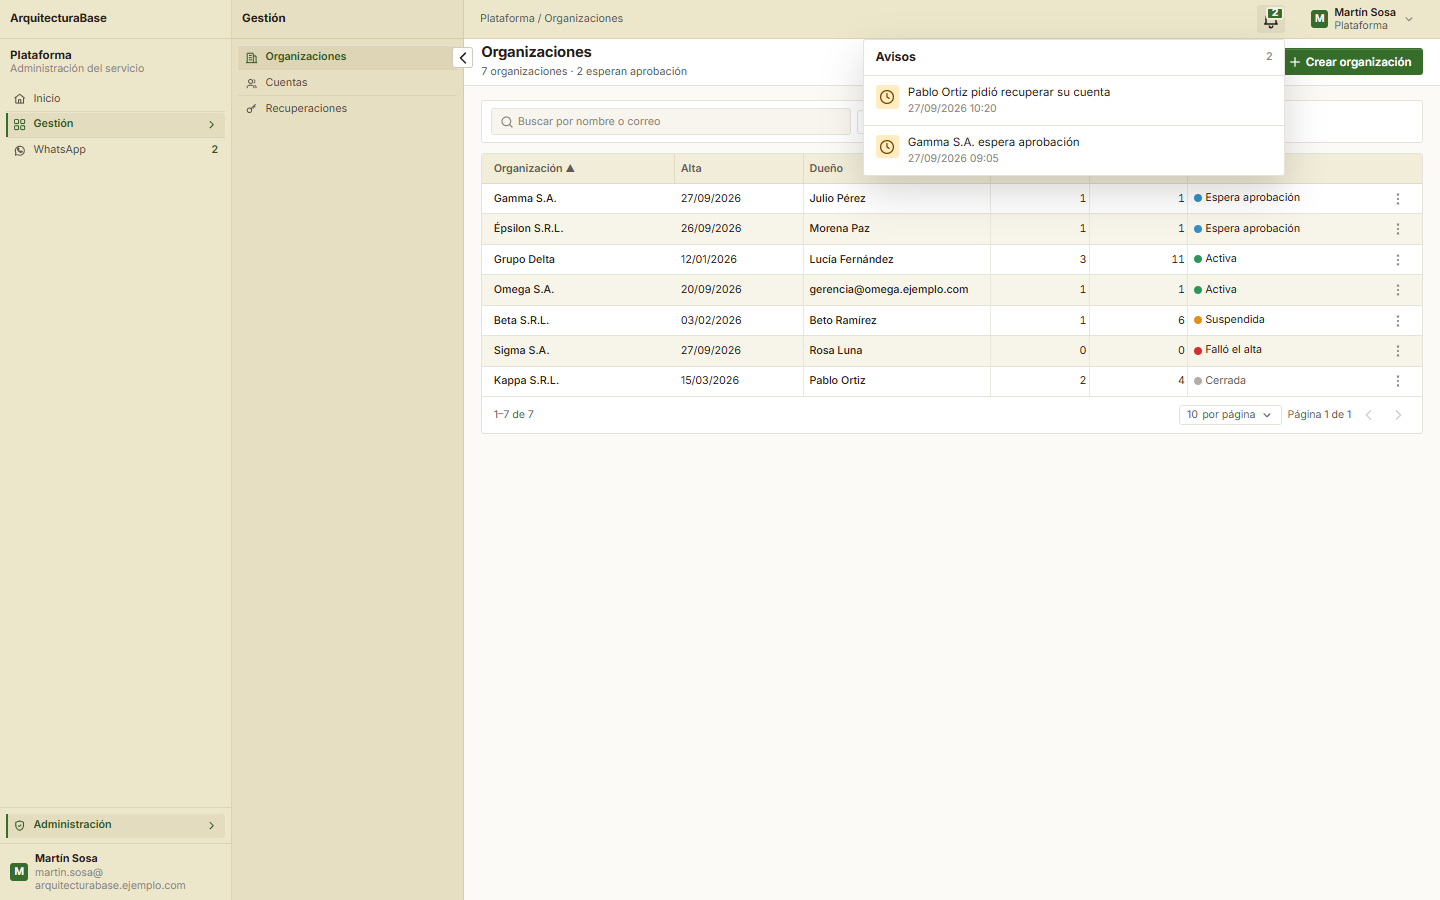 ArquitecturaBase
Plataforma
Administración del servicio
Inicio
Gestión
WhatsApp 2
Administración
M Martín Sosa
martin.sosa@
arquitecturabase.ejemplo.com
Gestión
Organizaciones
Cuentas
Recuperaciones
Plataforma / Organizaciones
2
M Martín Sosa
Plataforma
Organizaciones
7 organizaciones · 2 esperan aprobación
+ Crear organización
Avisos 2
Pablo Ortiz pidió recuperar su cuenta
27/09/2026 10:20
Gamma S.A. espera aprobación
27/09/2026 09:05
Buscar por nombre o correo
Organización ▲ Alta Dueño
Gamma S.A. 27/09/2026 Julio Pérez 1 1 Espera aprobación
Épsilon S.R.L. 26/09/2026 Morena Paz 1 1 Espera aprobación
Grupo Delta 12/01/2026 Lucía Fernández 3 11 Activa
Omega S.A. 20/09/2026 gerencia@omega.ejemplo.com 1 1 Activa
Beta S.R.L. 03/02/2026 Beto Ramírez 1 6 Suspendida
Sigma S.A. 27/09/2026 Rosa Luna 0 0 Falló el alta
Kappa S.R.L. 15/03/2026 Pablo Ortiz 2 4 Cerrada
1–7 de 7 10 por página Página 1 de 1